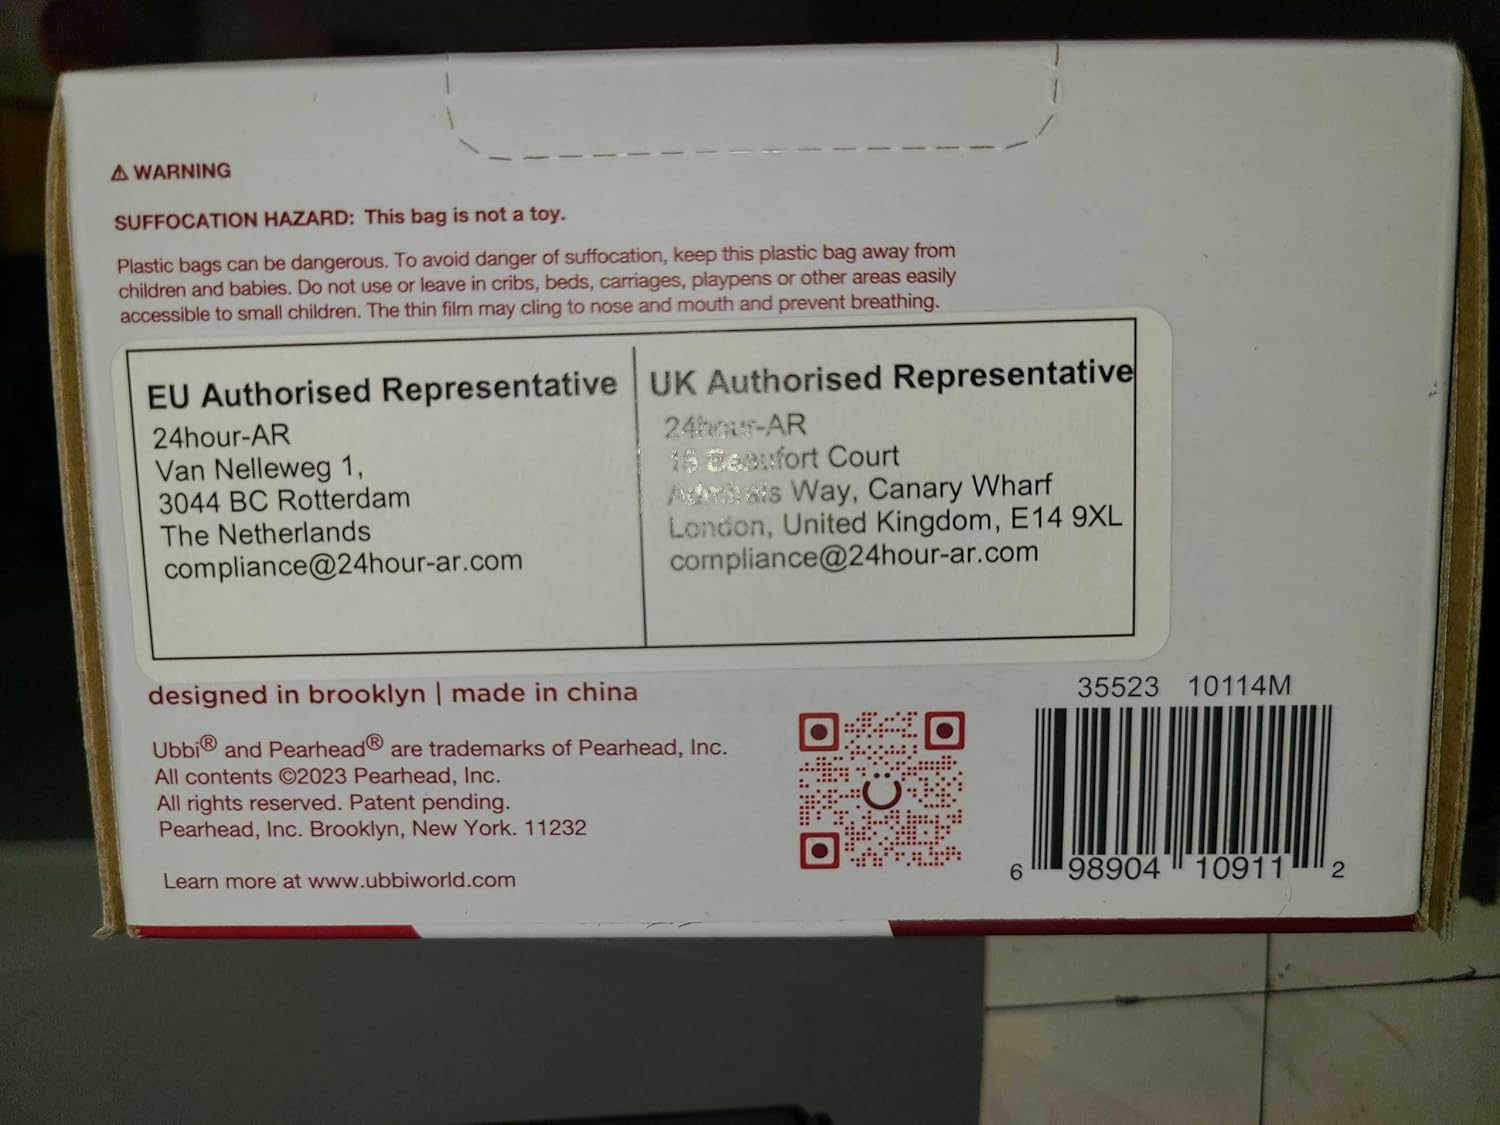 ⚠ WARNING
SUFFOCATION HAZARD: This bag is not a toy.
Plastic bags can be dangerous. To avoid danger of suffocation, keep this plastic bag away from
children and babies. Do not use or leave in cribs, beds, carriages, playpens or other areas easily
accessible to small children. The thin film may cling to nose and mouth and prevent breathing.
EU Authorised Representative
24hour-AR
Van Nelleweg 1,
3044 BC Rotterdam
The Netherlands
compliance@24hour-ar.com
UK Authorised Representative
24hour-AR
Beaufort Court
Admirals Way, Canary Wharf
London, United Kingdom, E14 9XL
compliance@24hour-ar.com
designed in brooklyn | made in china
Ubbi® and Pearhead® are trademarks of Pearhead, Inc.
All contents ©2023 Pearhead, Inc.
All rights reserved. Patent pending.
Pearhead, Inc. Brooklyn, New York. 11232
Learn more at www.ubbiworld.com
35523 10114M
6 98904 10911 2